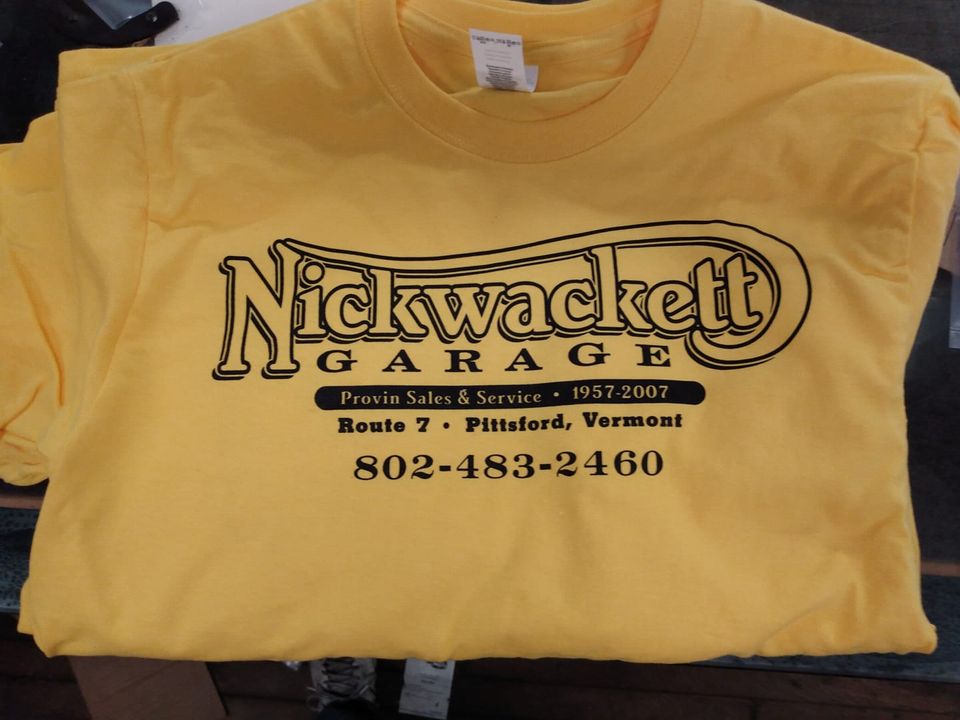 Nickwackett
GARAGE
Provin Sales & Service • 1957-2007
Route 7 • Pittsford, Vermont
802-483-2460